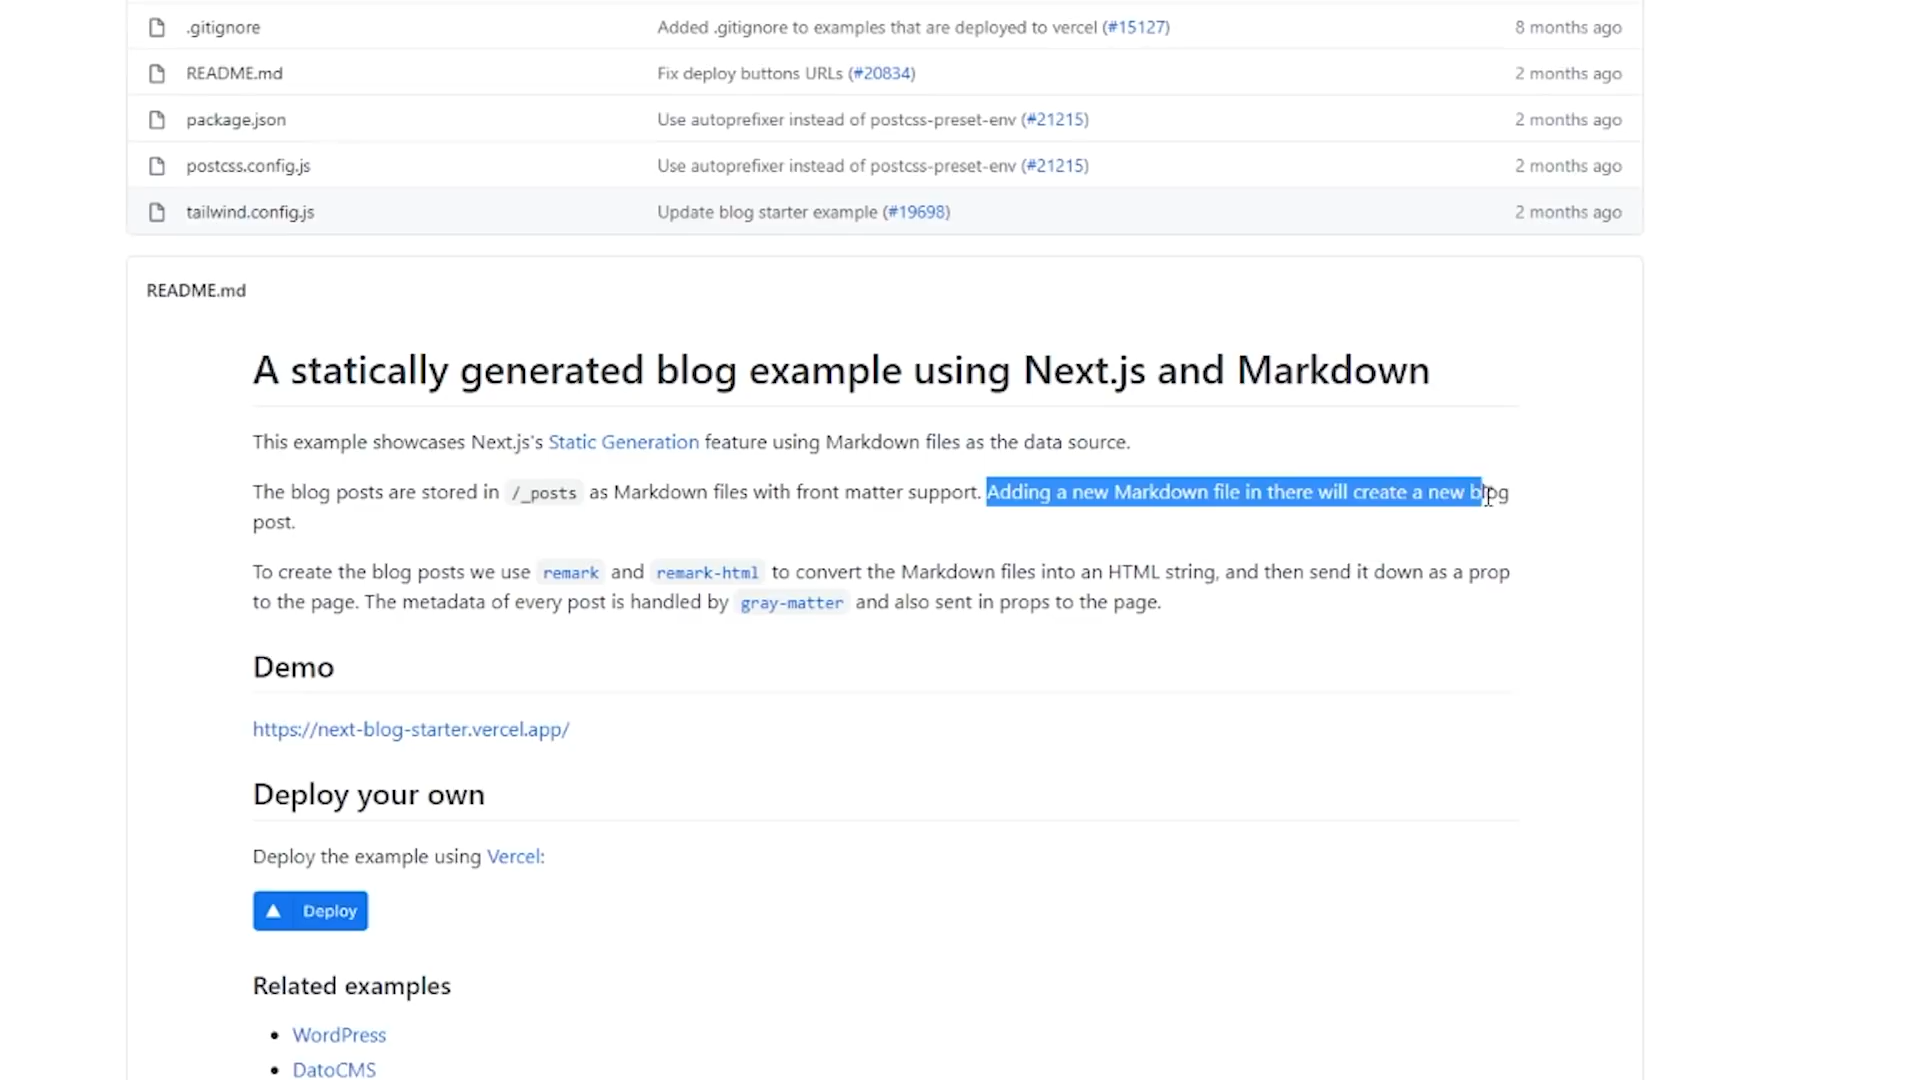 .gitignore Added .gitignore to examples that are deployed to vercel (#15127) 8 months ago
README.md Fix deploy buttons URLs (#20834) 2 months ago
package.json Use autoprefixer instead of postcss-preset-env (#21215) 2 months ago
postcss.config.js Use autoprefixer instead of postcss-preset-env (#21215) 2 months ago
tailwind.config.js Update blog starter example (#19698) 2 months ago
README.md
A statically generated blog example using Next.js and Markdown
This example showcases Next.js's Static Generation feature using Markdown files as the data source.
The blog posts are stored in /_posts as Markdown files with front matter support. Adding a new Markdown file in there will create a new blog
post.
To create the blog posts we use remark and remark-html to convert the Markdown files into an HTML string, and then send it down as a prop
to the page. The metadata of every post is handled by gray-matter and also sent in props to the page.
Demo
https://next-blog-starter.vercel.app/
Deploy your own
Deploy the example using Vercel:
Deploy
Related examples
• WordPress
• DatoCMS